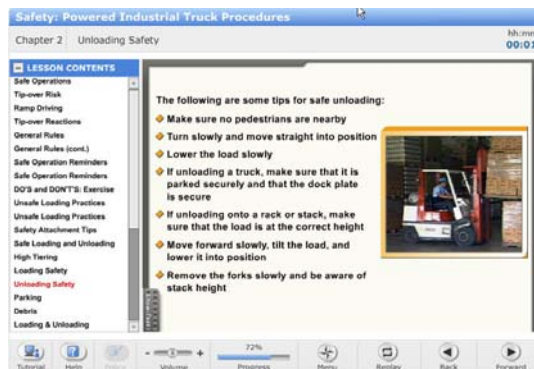 Safety: Powered Industrial Truck Procedures
Chapter 2 Unloading Safety
hh:mm
00:01
LESSON CONTENTS
Safe Operations
Tip-over Risk
Ramp Driving
Tip-over Reactions
General Rules
General Rules (cont.)
Safe Operation Reminders
Safe Operation Reminders
DO'S and DON'T'S: Exercise
Unsafe Loading Practices
Unsafe Loading Practices
Safety Attachment Tips
Safe Loading and Unloading
High Tiering
Loading Safety
Unloading Safety
Parking
Debris
Loading & Unloading
The following are some tips for safe unloading:
Make sure no pedestrians are nearby
Turn slowly and move straight into position
Lower the load slowly
If unloading a truck, make sure that it is
parked securely and that the dock plate
is secure
If unloading onto a rack or stack, make
sure that the load is at the correct height
Move forward slowly, tilt the load, and
lower it into position
Remove the forks slowly and be aware of
stack height
Tutorial
Help
- +
Volume
72%
Progress
Menu
Replay
Back
Forward